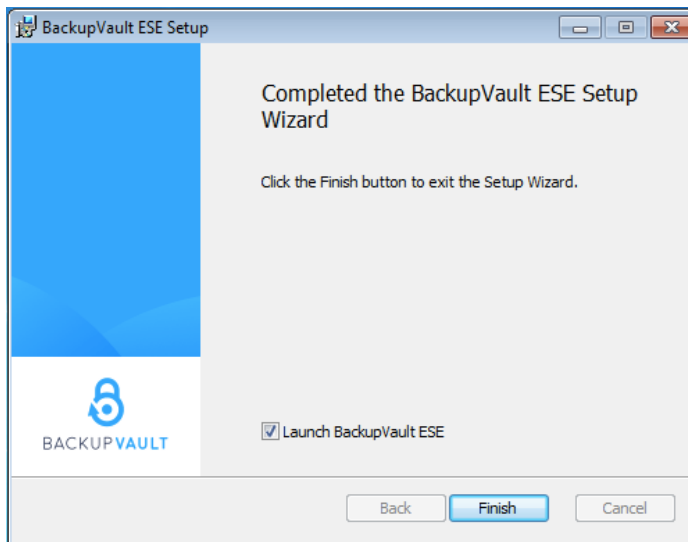 BackupVault ESE Setup
Completed the BackupVault ESE Setup
Wizard
Click the Finish button to exit the Setup Wizard.
Launch BackupVault ESE
BACKUPVAULT
Back
Finish
Cancel